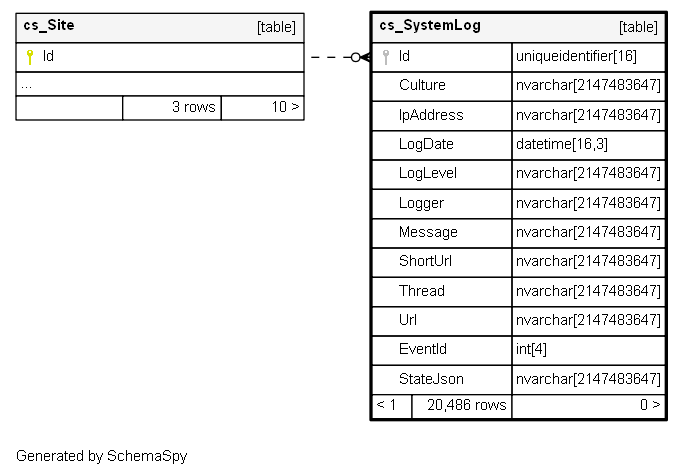 cs_Site [table]
Id
...
3 rows 10 >
cs_SystemLog [table]
Id uniqueidentifier[16]
Culture nvarchar[2147483647]
IpAddress nvarchar[2147483647]
LogDate datetime[16,3]
LogLevel nvarchar[2147483647]
Logger nvarchar[2147483647]
Message nvarchar[2147483647]
ShortUrl nvarchar[2147483647]
Thread nvarchar[2147483647]
Url nvarchar[2147483647]
EventId int[4]
StateJson nvarchar[2147483647]
< 1 20,486 rows 0 >
Generated by SchemaSpy